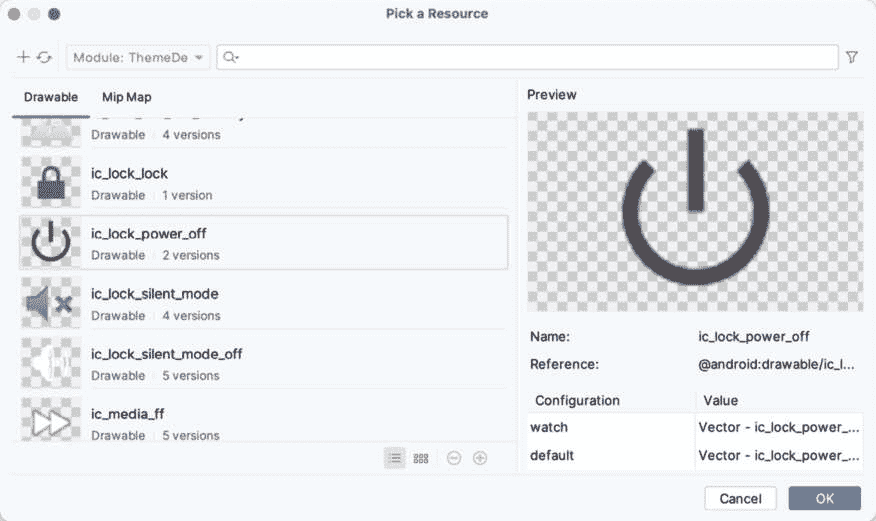 Pick a Resource
Module: ThemeDe
Drawable Mip Map
Drawable 4 versions
ic_lock_lock
Drawable 1 version
ic_lock_power_off
Drawable 2 versions
ic_lock_silent_mode
Drawable 4 versions
ic_lock_silent_mode_off
Drawable 5 versions
ic_media_ff
Drawable 5 versions
Preview
Name: ic_lock_power_off
Reference: @android:drawable/ic_l...
Configuration Value
watch Vector - ic_lock_power_...
default Vector - ic_lock_power_...
Cancel OK